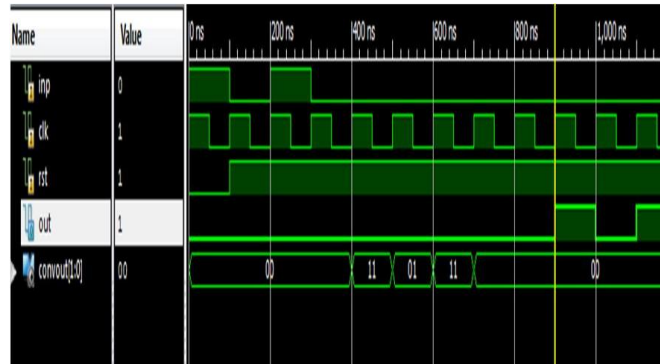 Name Value 0 ns 200 ns 400 ns 600 ns 800 ns 1,000 ns
inp 0
clk 1
rst 1
out 1
convout[1:0] 00 00 11 01 11 00